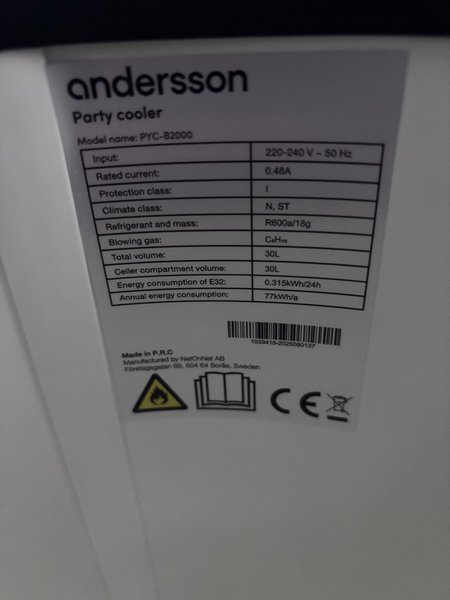 andersson
Party cooler
Model name: PYC-B2000
Input: 220-240 V ~ 50 Hz
Rated current: 0.48A
Protection class: I
Climate class: N, ST
Refrigerant and mass: R600a/18g
Blowing gas: C₅H₁₀
Total volume: 30L
Celler compartment volume: 30L
Energy consumption of E32: 0.315kWh/24h
Annual energy consumption: 77kWh/a
1033415-2025080137
Made in P.R.C
Manufactured by NetOnNet AB
Företagsgatan 69, 504 64 Borås, Sweden
CE